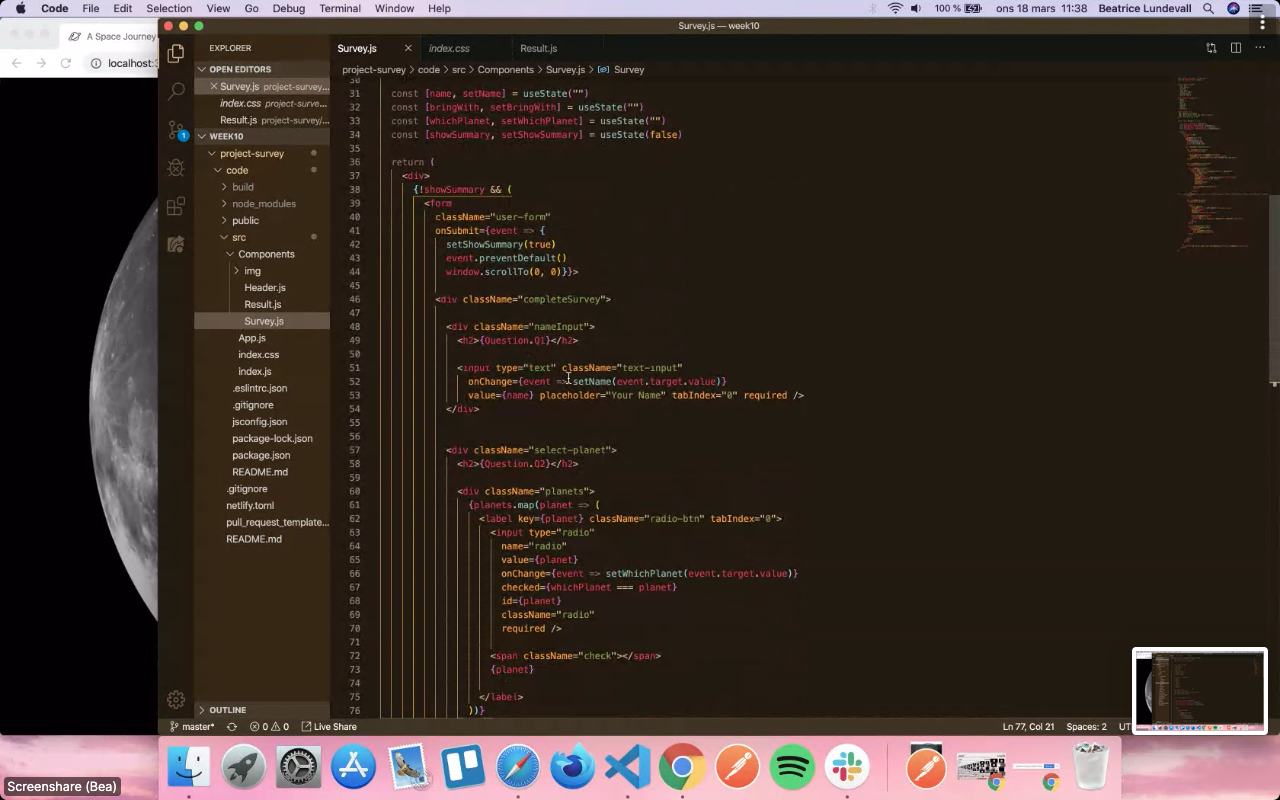 Code File Edit Selection View Go Debug Terminal Window Help 100 % ons 18 mars 11:38 Beatrice Lundevall
A Space Journey
localhost:
Survey.js — week10
EXPLORER
OPEN EDITORS
Survey.js project-survey...
index.css project-surve...
Result.js project-survey/...
WEEK10
project-survey
code
build
node_modules
public
src
Components
img
Header.js
Result.js
Survey.js
App.js
index.css
index.js
.eslintrc.json
.gitignore
jsconfig.json
package-lock.json
package.json
README.md
.gitignore
netlify.toml
pull_request_template...
README.md
OUTLINE
Survey.js index.css Result.js
project-survey › code › src › Components › Survey.js › Survey
31 const [name, setName] = useState("")
32 const [bringWith, setBringWith] = useState("")
33 const [whichPlanet, setWhichPlanet] = useState("")
34 const [showSummary, setShowSummary] = useState(false)
35
36 return (
37 <div>
38 {!showSummary && (
39 <form
40 className="user-form"
41 onSubmit={event => {
42 setShowSummary(true)
43 event.preventDefault()
44 window.scrollTo(0, 0)}}>
45
46 <div className="completeSurvey">
47
48 <div className="nameInput">
49 <h2>{Question.Q1}</h2>
50
51 <input type="text" className="text-input"
52 onChange={event => setName(event.target.value)}
53 value={name} placeholder="Your Name" tabIndex="0" required />
54 </div>
55
56
57 <div className="select-planet">
58 <h2>{Question.Q2}</h2>
59
60 <div className="planets">
61 {planets.map(planet => (
62 <label key={planet} className="radio-btn" tabIndex="0">
63 <input type="radio"
64 name="radio"
65 value={planet}
66 onChange={event => setWhichPlanet(event.target.value)}
67 checked={whichPlanet === planet}
68 id={planet}
69 className="radio"
70 required />
71
72 <span className="check"></span>
73 {planet}
74
75 </label>
76 ))}
master* 0 0 Live Share Ln 77, Col 21 Spaces: 2
Screenshare (Bea)